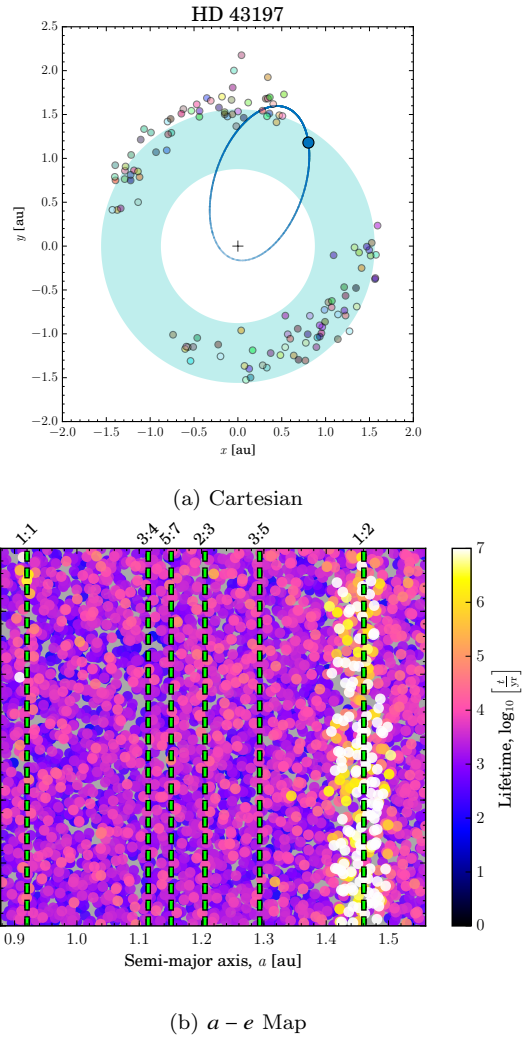 HD 43197
2.5
2.0
1.5
1.0
0.5
0.0
−0.5
−1.0
−1.5
−2.0
y [au]
−2.0 −1.5 −1.0 −0.5 0.0 0.5 1.0 1.5 2.0
x [au]
(a) Cartesian
1:1 3:4 5:7 2:3 3:5 1:2
7
6
5
4
3
2
1
0
Lifetime, log10 [t/yr]
0.9 1.0 1.1 1.2 1.3 1.4 1.5
Semi-major axis, a [au]
(b) a − e Map